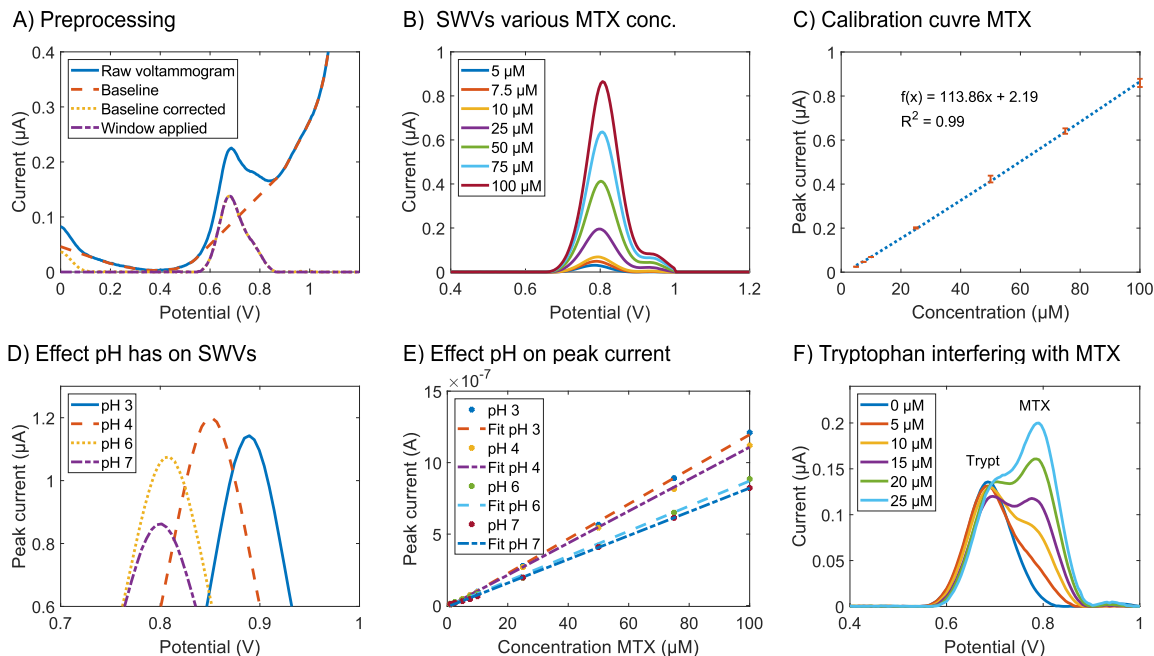 A) Preprocessing
0.4
0.3
0.2
0.1
0
Current (µA)
0 0.2 0.4 0.6 0.8 1
Potential (V)
Raw voltammogram
Baseline
Baseline corrected
Window applied
B) SWVs various MTX conc.
1
0.8
0.6
0.4
0.2
0
Current (µA)
0.4 0.6 0.8 1 1.2
Potential (V)
5 µM
7.5 µM
10 µM
25 µM
50 µM
75 µM
100 µM
C) Calibration cuvre MTX
1
0.8
0.6
0.4
0.2
0
Peak current (µA)
f(x) = 113.86x + 2.19
R² = 0.99
0 20 40 60 80 100
Concentration (µM)
D) Effect pH has on SWVs
1.2
1
0.8
0.6
Peak current (µA)
0.7 0.8 0.9 1
Potential (V)
pH 3
pH 4
pH 6
pH 7
E) Effect pH on peak current
×10⁻⁷
15
10
5
0
Peak current (A)
0 20 40 60 80 100
Concentration MTX (µM)
pH 3
Fit pH 3
pH 4
Fit pH 4
pH 6
Fit pH 6
pH 7
Fit pH 7
F) Tryptophan interfering with MTX
0.2
0.15
0.1
0.05
0
Current (µA)
0.4 0.6 0.8 1
Potential (V)
0 µM
5 µM
10 µM
15 µM
20 µM
25 µM
MTX
Trypt